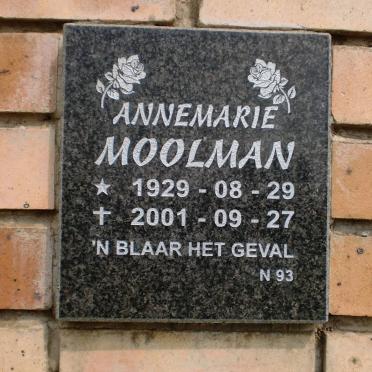 ANNEMARIE
MOOLMAN
★ 1929 - 08 - 29
✝ 2001 - 09 - 27
'N BLAAR HET GEVAL
N 93